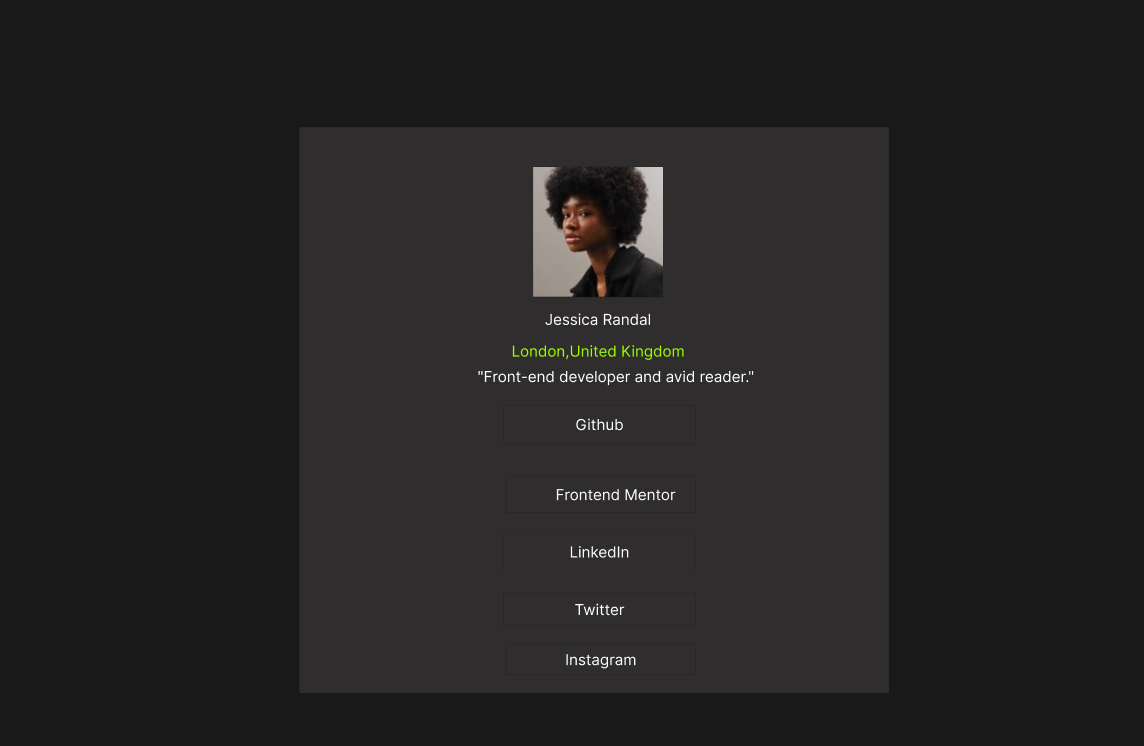 Jessica Randal
London,United Kingdom
"Front-end developer and avid reader."
Github
Frontend Mentor
LinkedIn
Twitter
Instagram